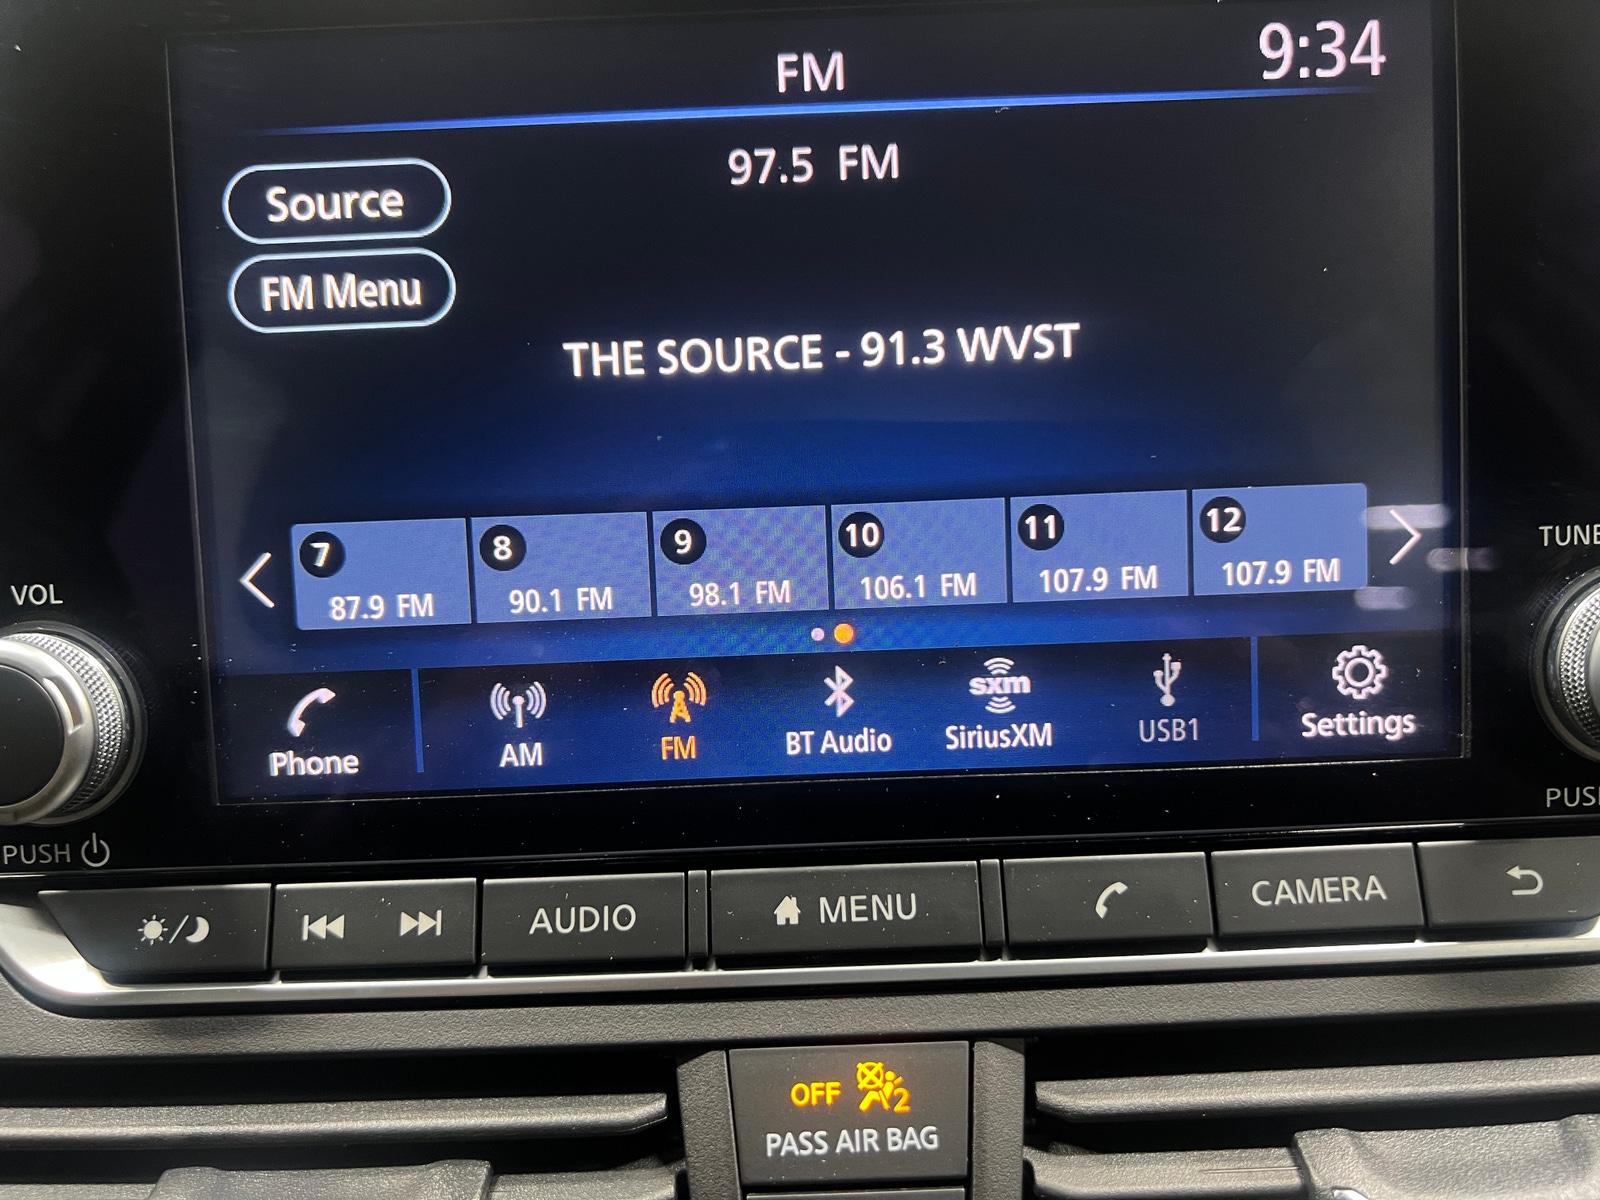 FM
9:34
97.5 FM
Source
FM Menu
THE SOURCE - 91.3 WVST
7
8
9
10
11
12
87.9 FM
90.1 FM
98.1 FM
106.1 FM
107.9 FM
107.9 FM
VOL
TUNE
Phone
AM
FM
BT Audio
sxm
SiriusXM
USB1
Settings
PUSH
PUSH
AUDIO
MENU
CAMERA
OFF 2
PASS AIR BAG